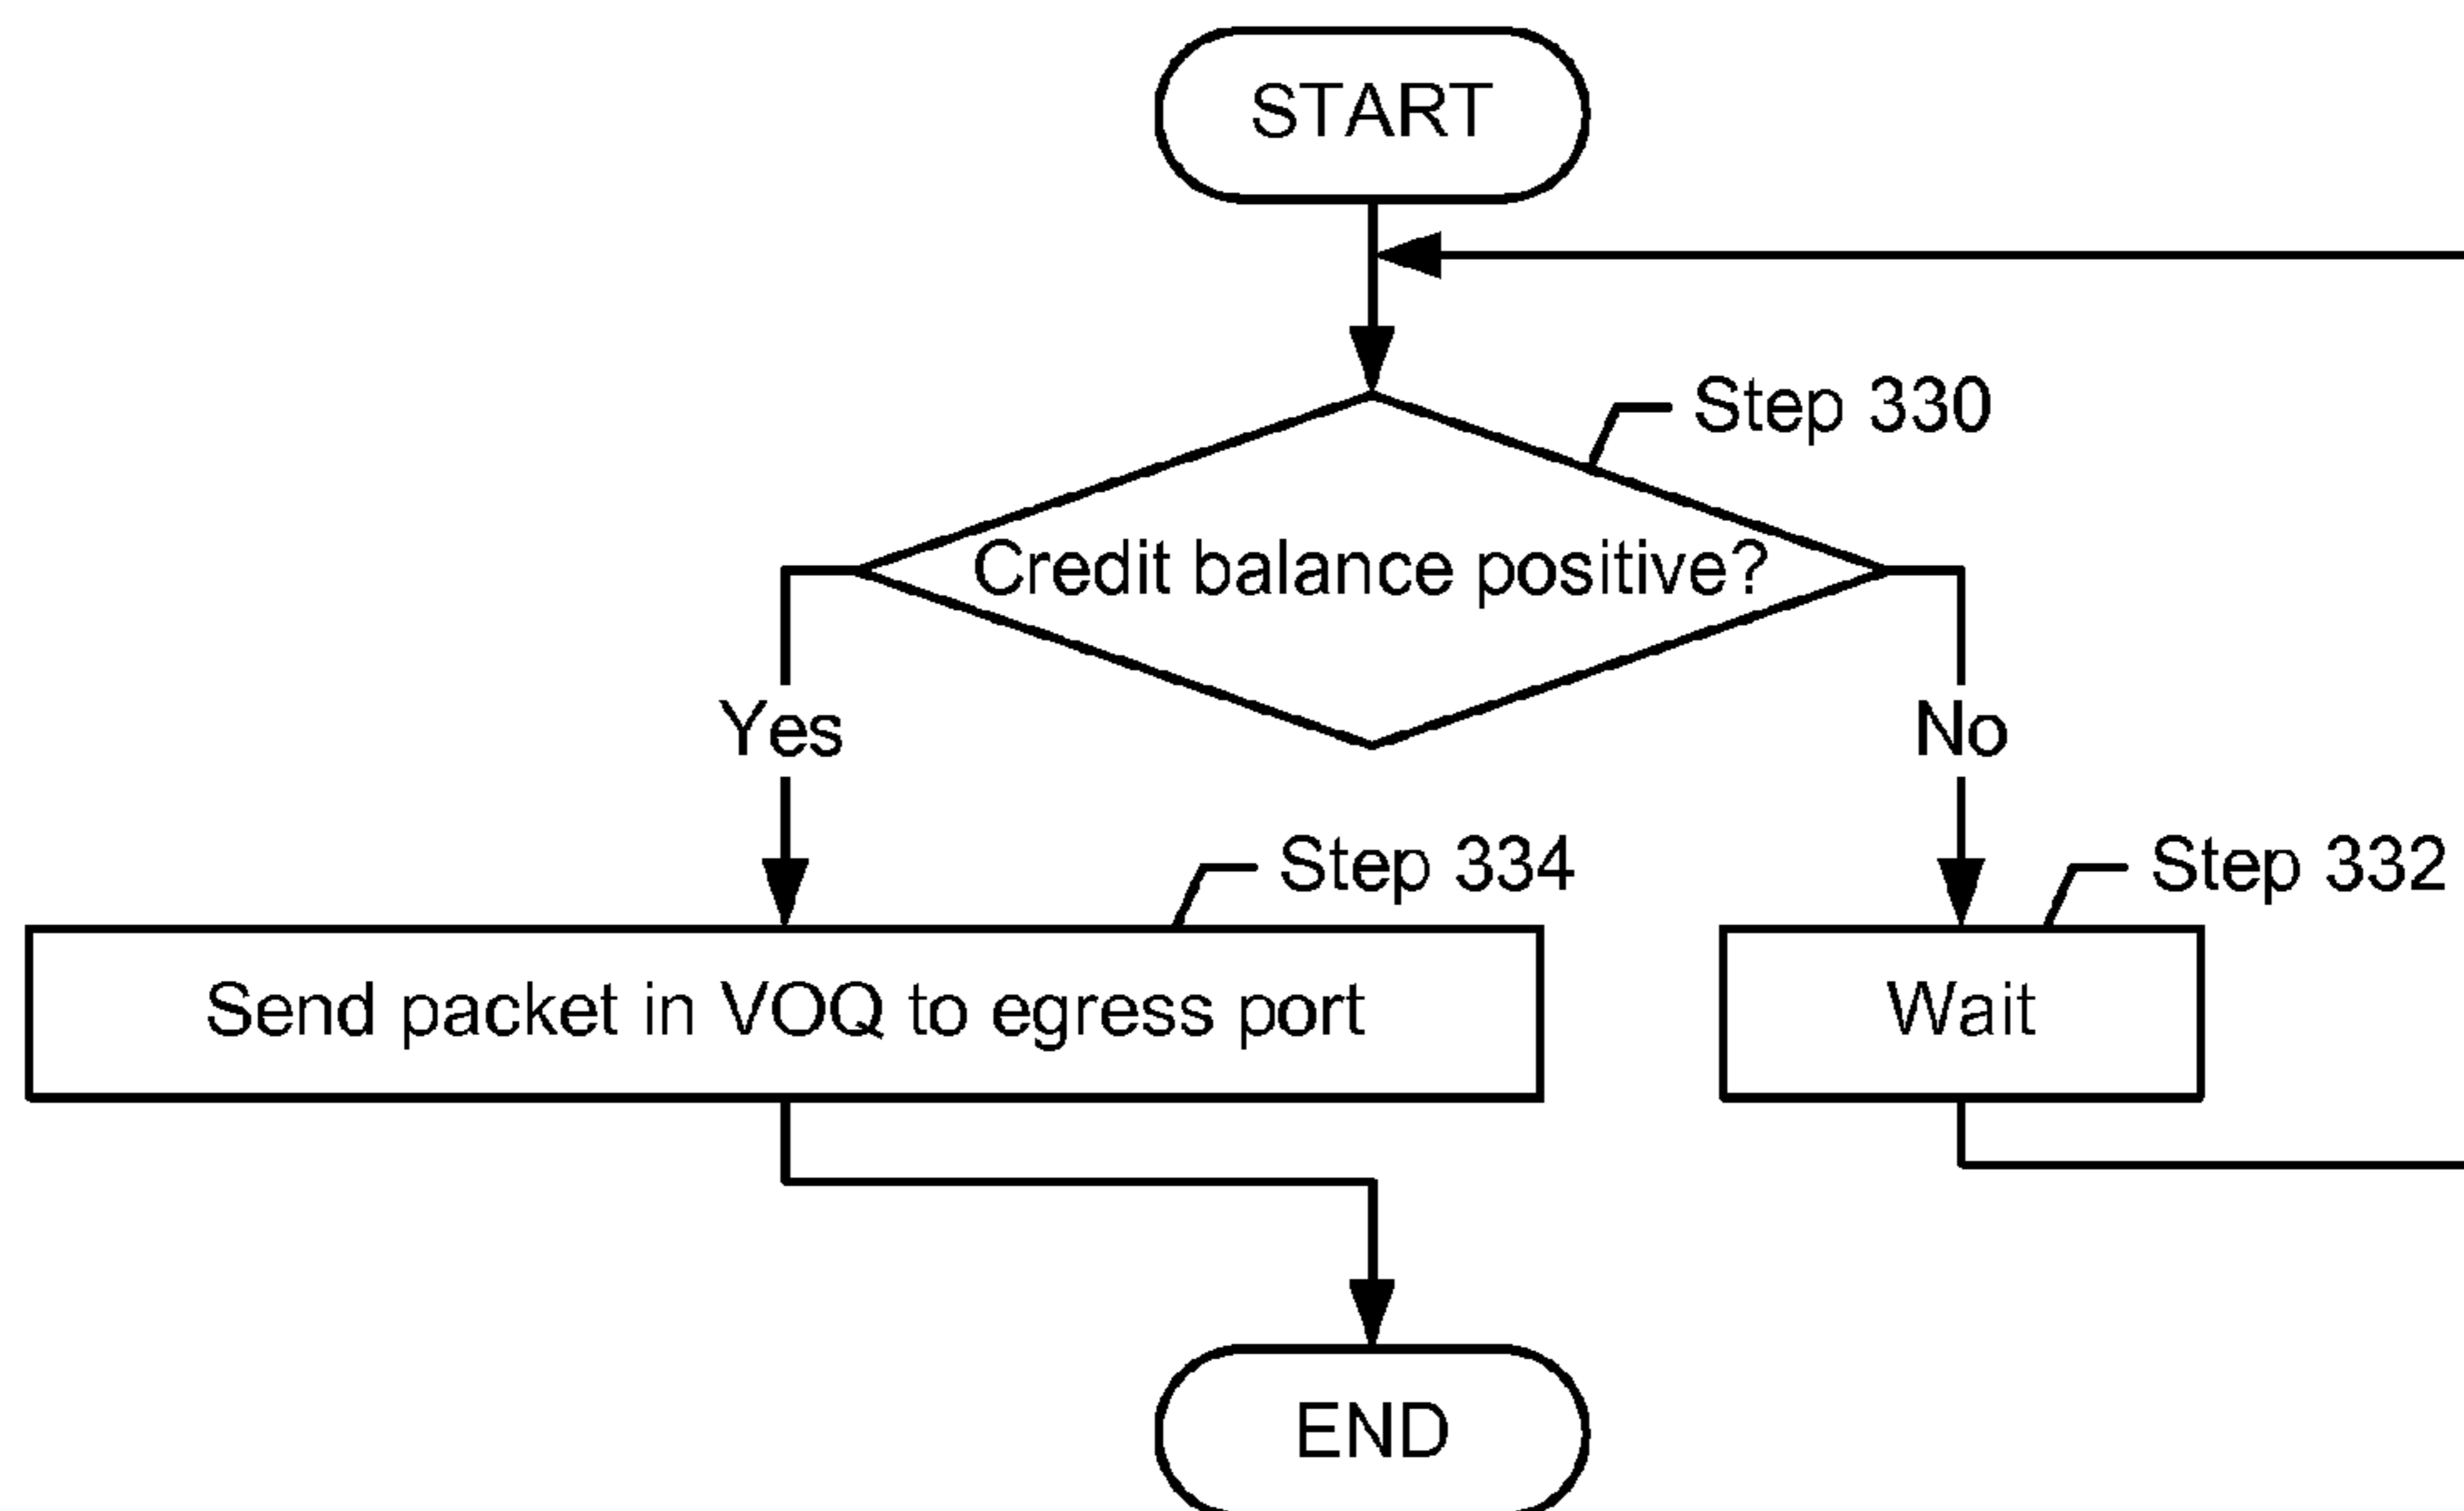 START
Step 330
Credit balance positive?
Yes
No
Step 334
Step 332
Send packet in VOQ to egress port
Wait
END